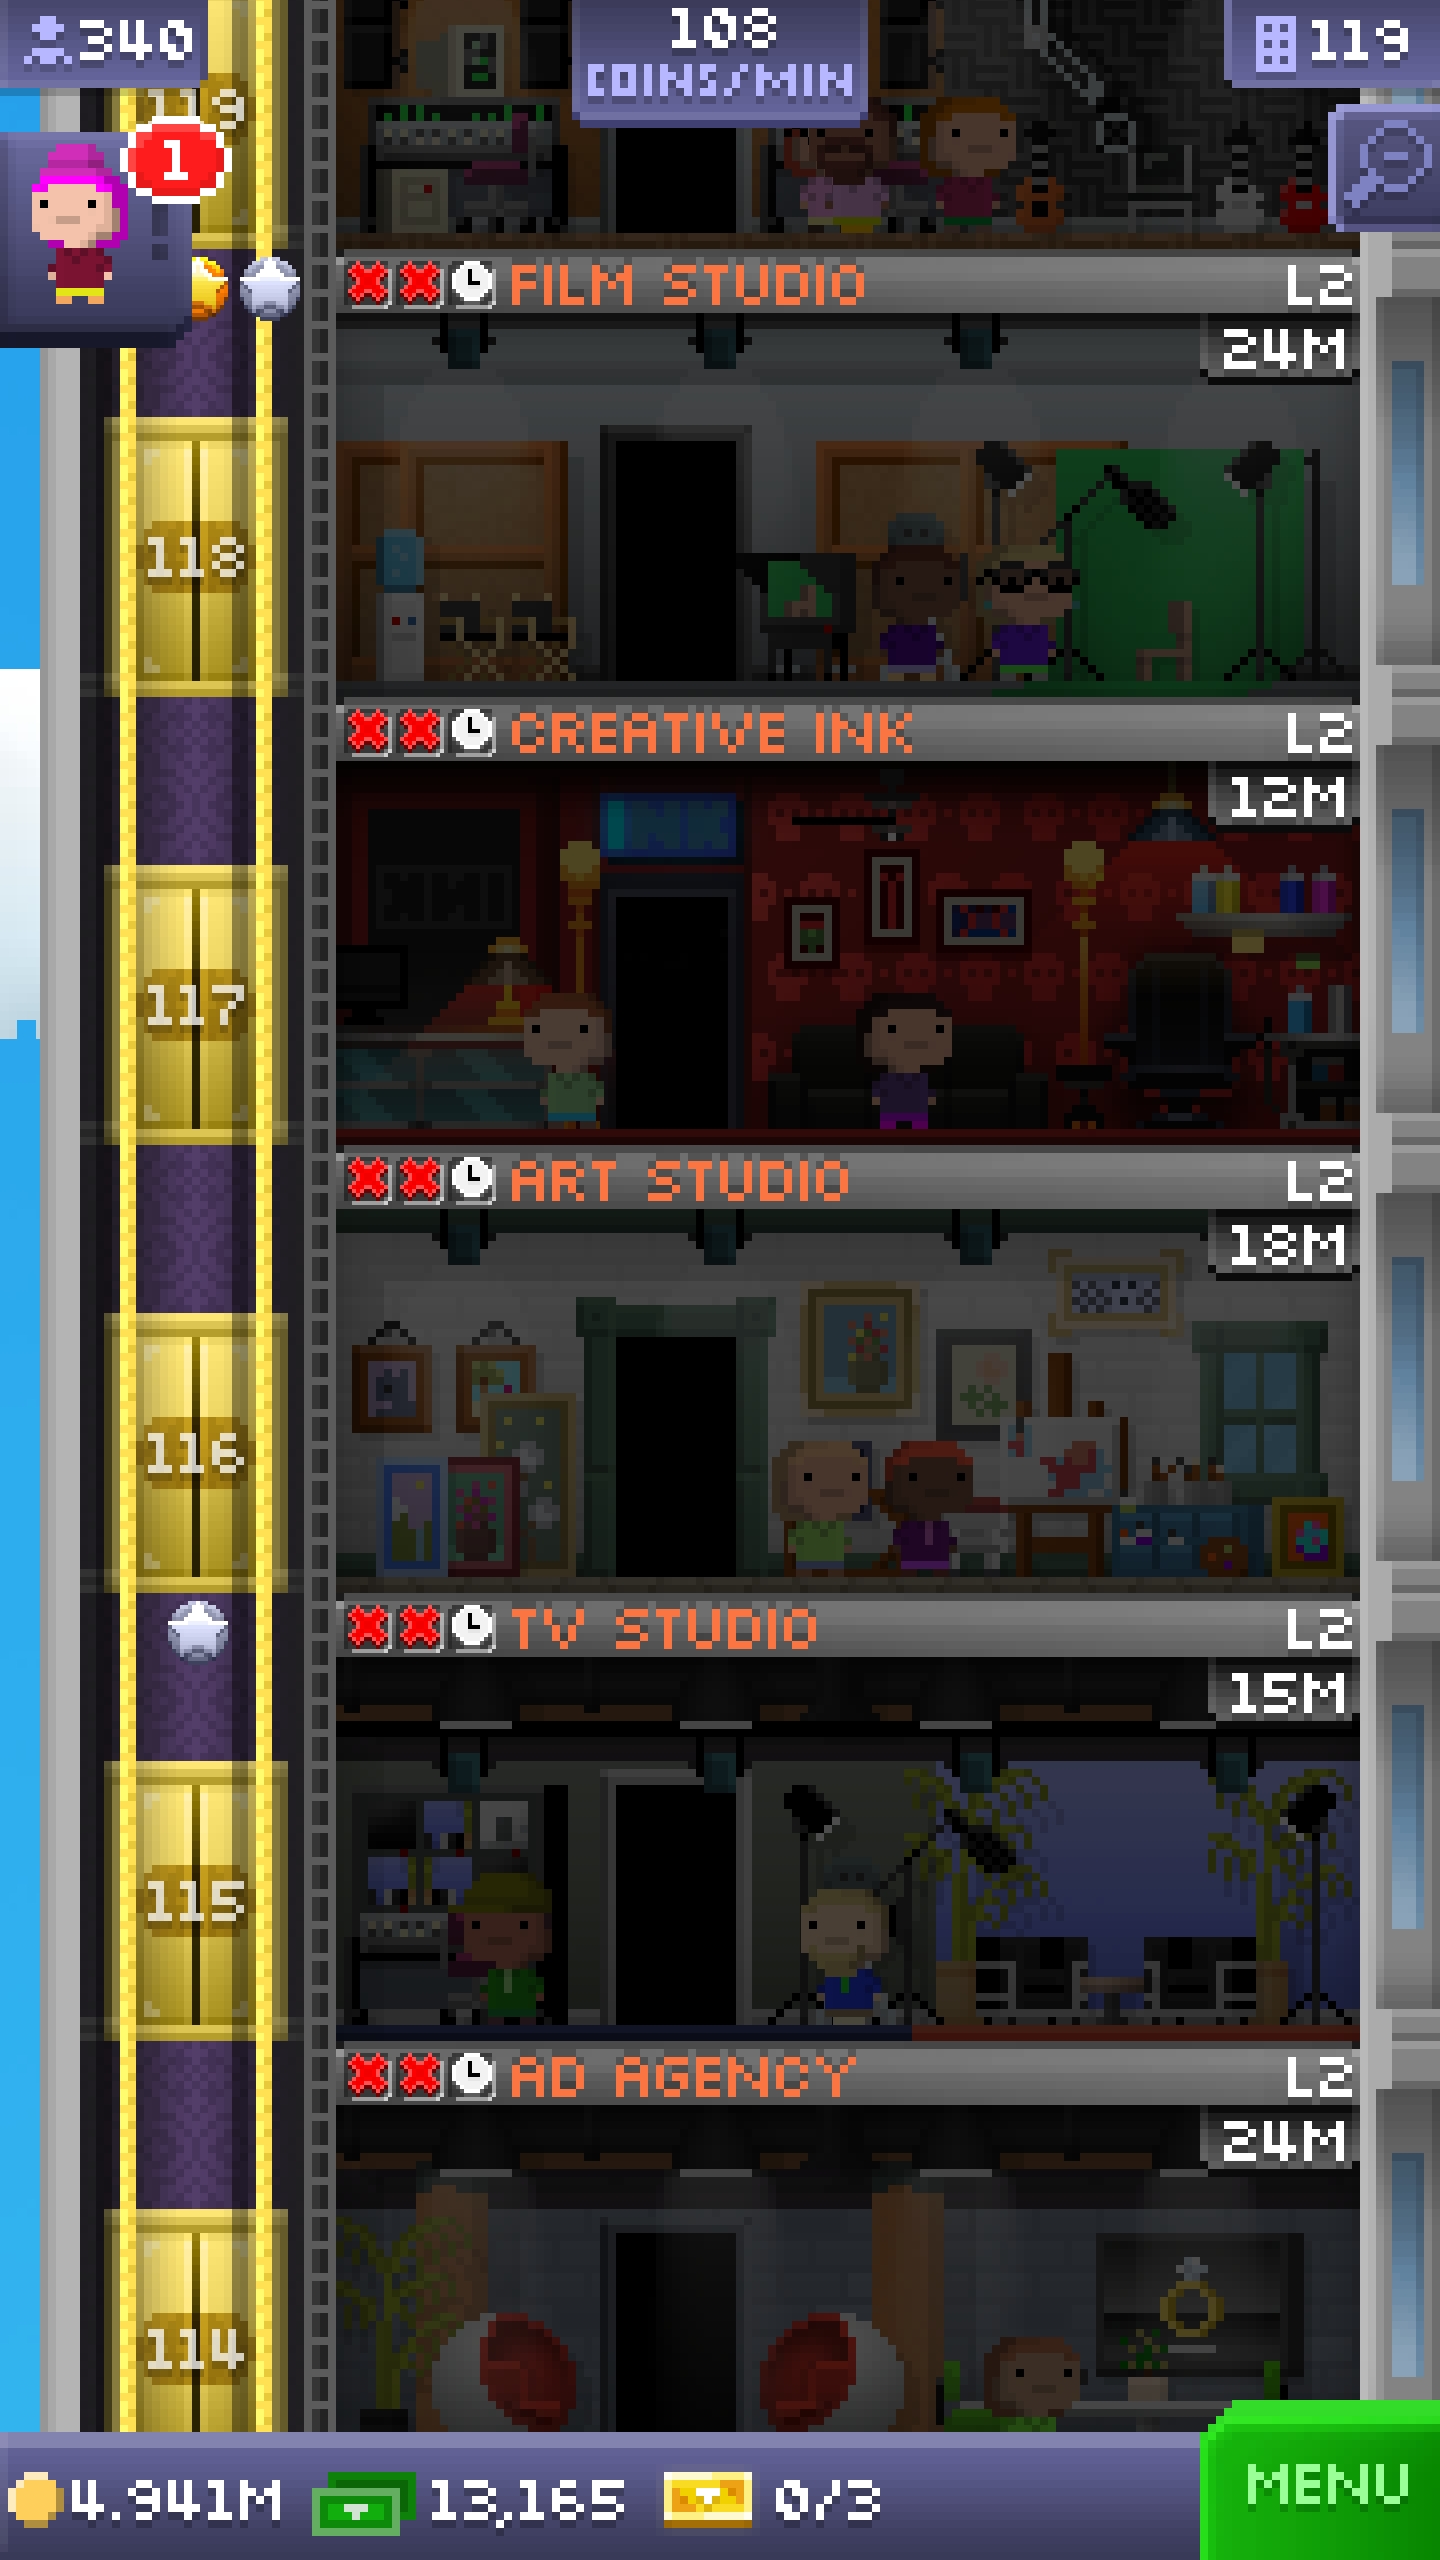 340
108
COINS/MIN
119
119
1
FILM STUDIO L2
24M
118
CREATIVE INK L2
12M
INK
117
ART STUDIO L2
18M
116
TV STUDIO L2
15M
115
AD AGENCY L2
24M
114
4.941M 13,165 0/3
MENU